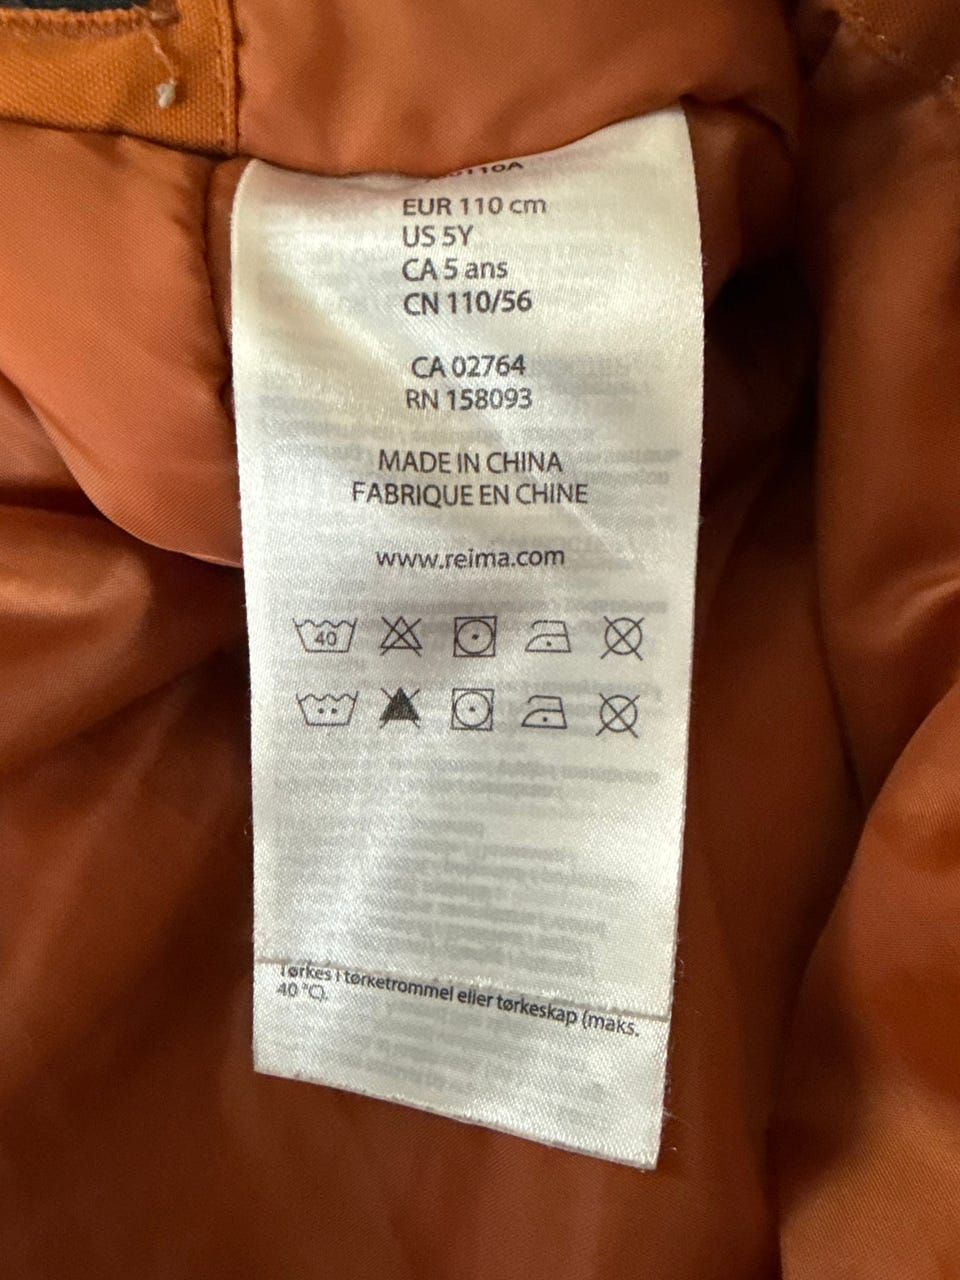 EUR 110 cm
US 5Y
CA 5 ans
CN 110/56
CA 02764
RN 158093
MADE IN CHINA
FABRIQUE EN CHINE
www.reima.com
40
Tørkes i tørketrommel eller tørkeskap (maks.
40 °C).